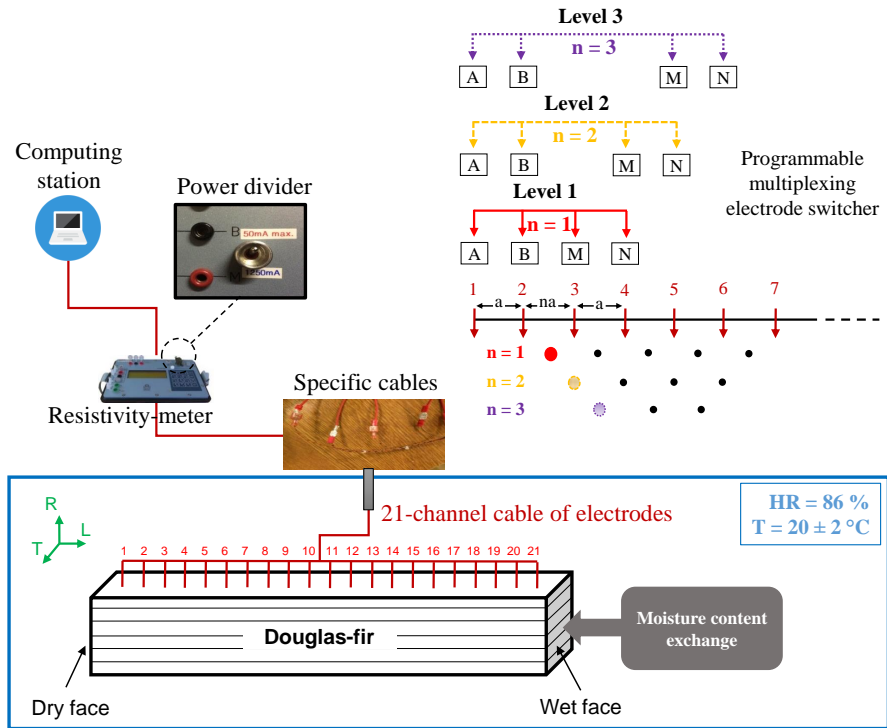 Level 3
n = 3
A B M N
Level 2
n = 2
A B M N
Level 1
n = 1
A B M N
Programmable
multiplexing
electrode switcher
Computing
station
Power divider
B 50mA max.
M 1250mA
1 2 3 4 5 6 7
a na a
n = 1
n = 2
n = 3
Resistivity-meter
Specific cables
R
L
T
21-channel cable of electrodes
HR = 86 %
T = 20 ± 2 °C
1 2 3 4 5 6 7 8 9 10 11 12 13 14 15 16 17 18 19 20 21
Douglas-fir
Moisture content
exchange
Dry face
Wet face